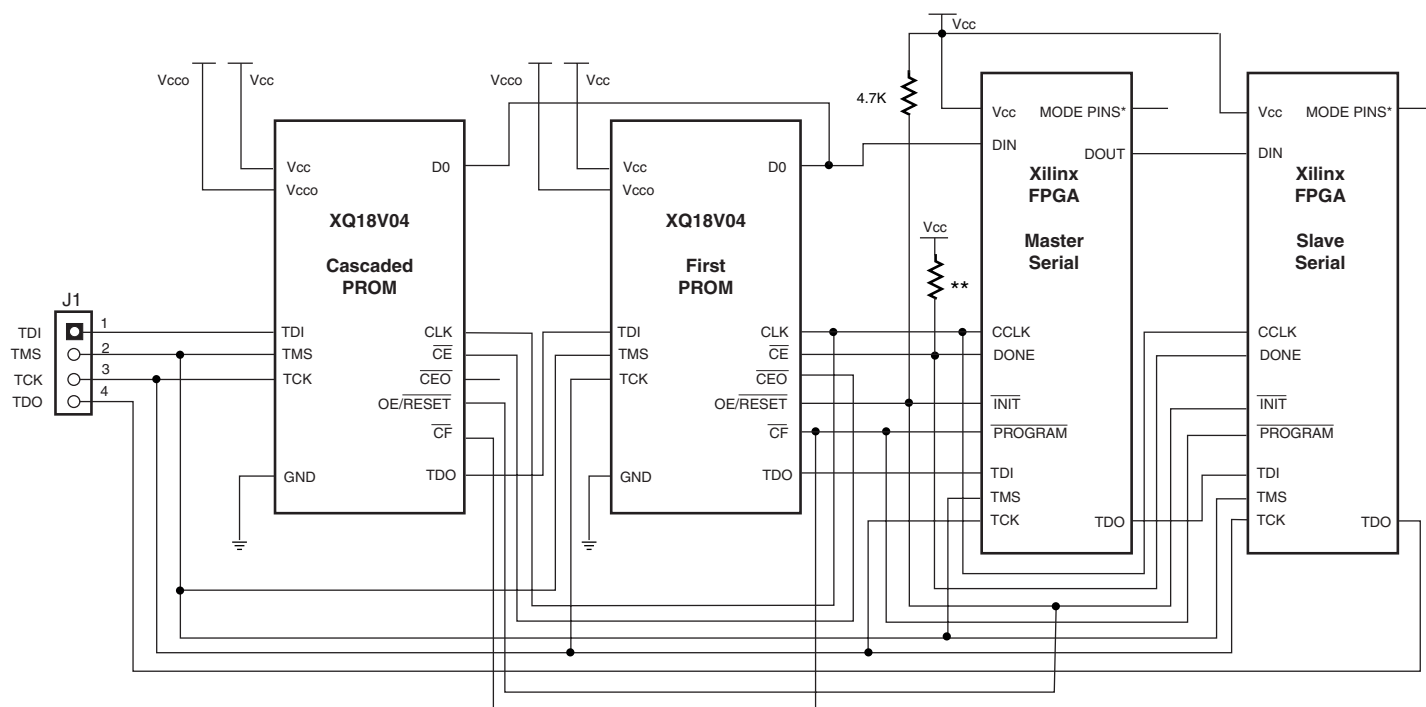 Vcc
Vcco
Vcc
Vcco
Vcc
4.7K
Vcc
**
J1
TDI
TMS
TCK
TDO
1
2
3
4
Vcc
Vcco
D0
XQ18V04
Cascaded
PROM
TDI
TMS
TCK
GND
CLK
CE
CEO
OE/RESET
CF
TDO
Vcc
Vcco
D0
XQ18V04
First
PROM
TDI
TMS
TCK
GND
CLK
CE
CEO
OE/RESET
CF
TDO
Vcc
MODE PINS*
DIN
DOUT
Xilinx
FPGA
Master
Serial
CCLK
DONE
INIT
PROGRAM
TDI
TMS
TCK
TDO
Vcc
MODE PINS*
DIN
Xilinx
FPGA
Slave
Serial
CCLK
DONE
INIT
PROGRAM
TDI
TMS
TCK
TDO